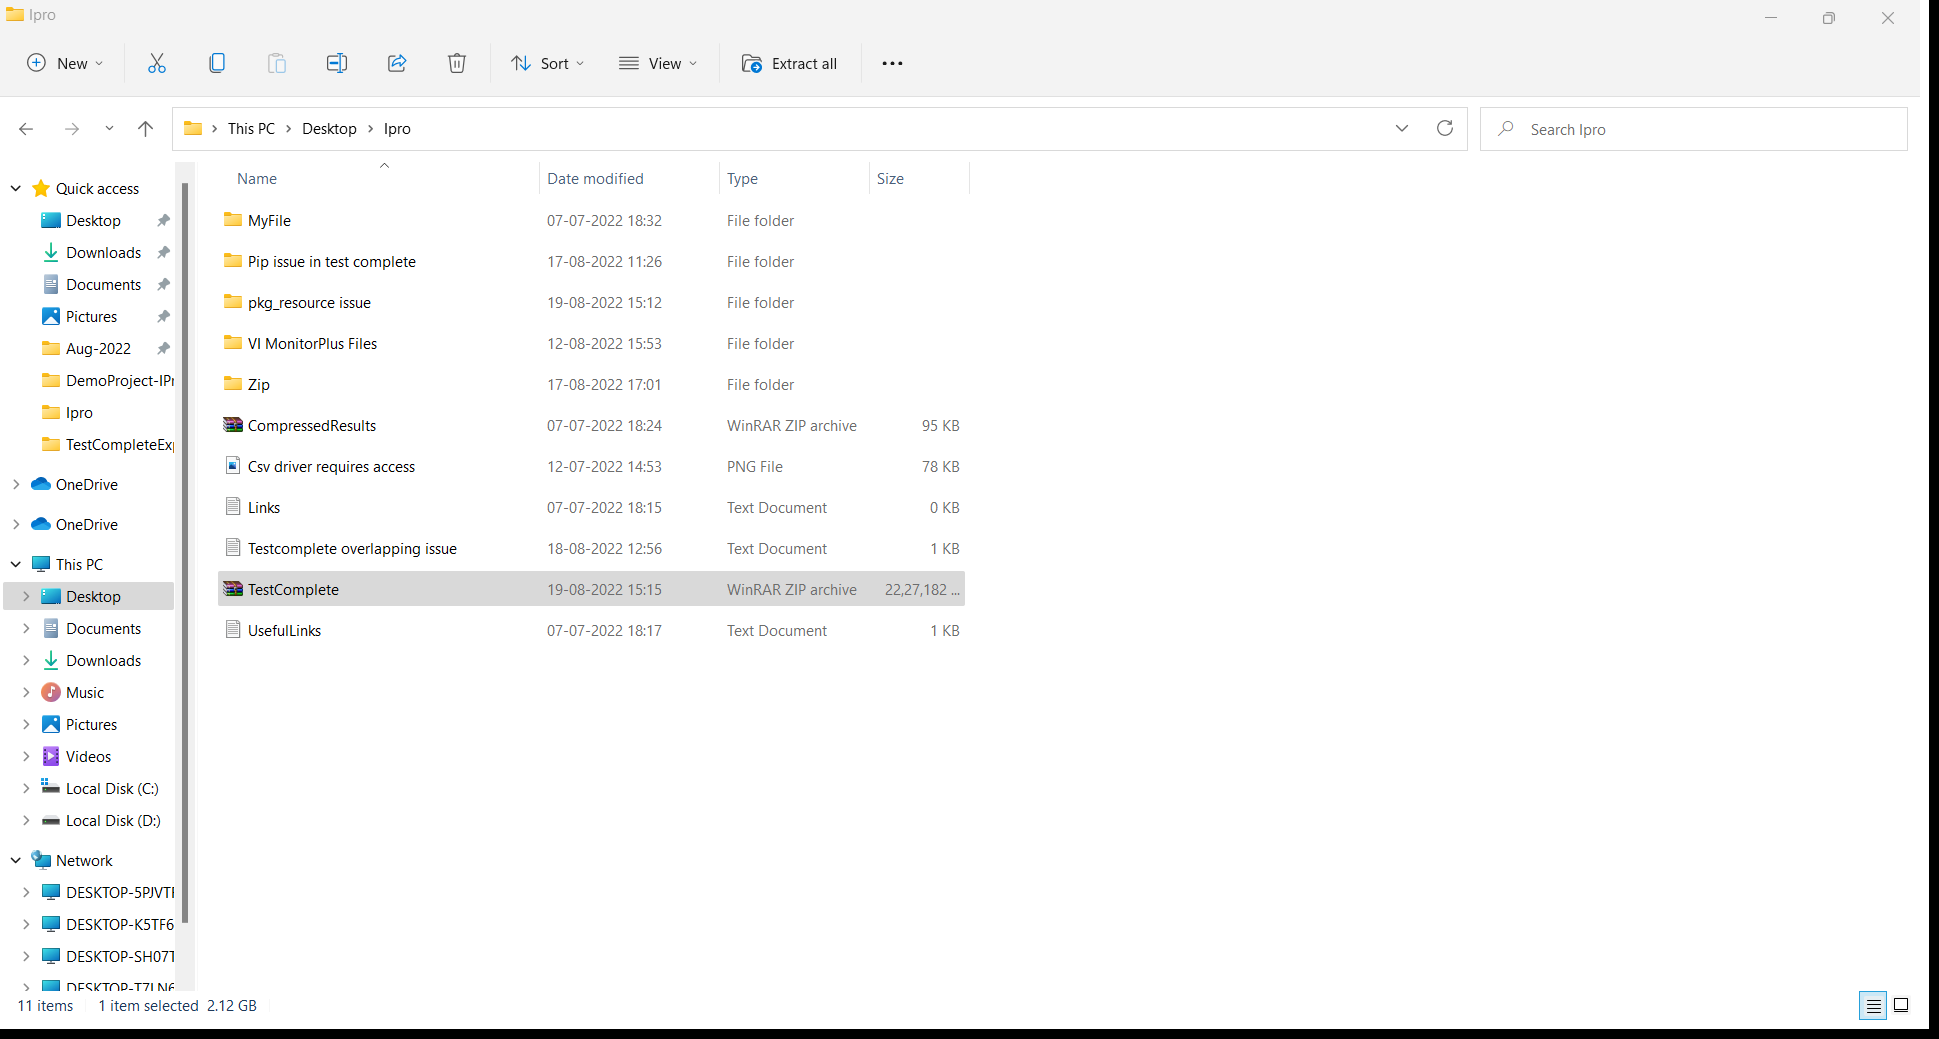 Ipro
New
Sort
View
Extract all
This PC
Desktop
Ipro
Search Ipro
Quick access
Desktop
Downloads
Documents
Pictures
Aug-2022
DemoProject-IPr
Ipro
TestCompleteExp
OneDrive
OneDrive
This PC
Desktop
Documents
Downloads
Music
Pictures
Videos
Local Disk (C:)
Local Disk (D:)
Network
DESKTOP-5PJVT
DESKTOP-K5TF6
DESKTOP-SH07T
DESKTOP-T7LN6
Name Date modified Type Size
MyFile 07-07-2022 18:32 File folder
Pip issue in test complete 17-08-2022 11:26 File folder
pkg_resource issue 19-08-2022 15:12 File folder
VI MonitorPlus Files 12-08-2022 15:53 File folder
Zip 17-08-2022 17:01 File folder
CompressedResults 07-07-2022 18:24 WinRAR ZIP archive 95 KB
Csv driver requires access 12-07-2022 14:53 PNG File 78 KB
Links 07-07-2022 18:15 Text Document 0 KB
Testcomplete overlapping issue 18-08-2022 12:56 Text Document 1 KB
TestComplete 19-08-2022 15:15 WinRAR ZIP archive 22,27,182 ...
UsefulLinks 07-07-2022 18:17 Text Document 1 KB
11 items 1 item selected 2.12 GB